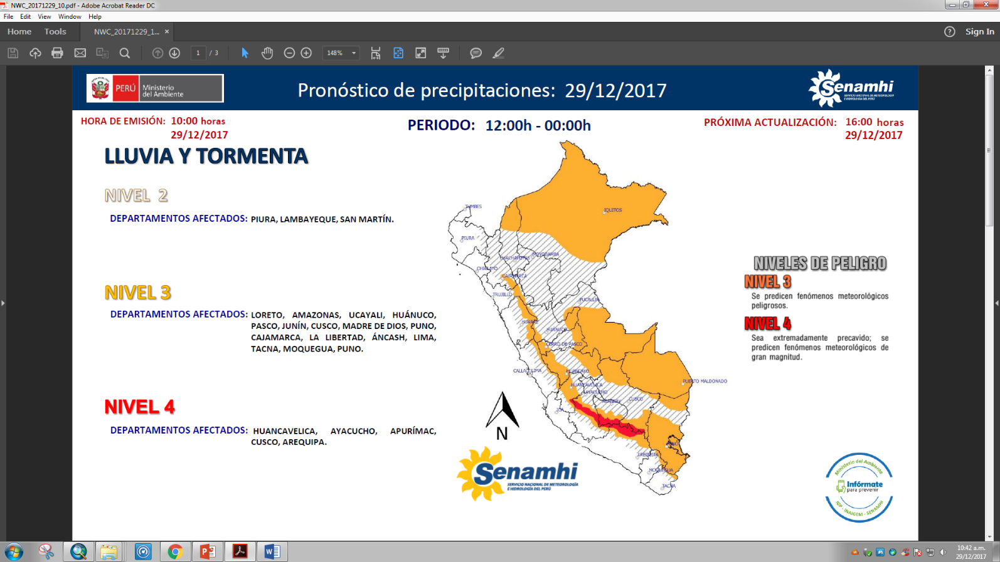 NWC_20171229_10.pdf - Adobe Acrobat Reader DC
File Edit View Window Help
Home Tools NWC_20171229_1... × Sign In
1 / 3 148%
PERÚ Ministerio del Ambiente
Pronóstico de precipitaciones: 29/12/2017
Senamhi
SERVICIO NACIONAL DE METEOROLOGÍA
E HIDROLOGÍA DEL PERÚ
HORA DE EMISIÓN: 10:00 horas
29/12/2017
PERIODO: 12:00h - 00:00h
PRÓXIMA ACTUALIZACIÓN: 16:00 horas
29/12/2017
LLUVIA Y TORMENTA
NIVEL 2
DEPARTAMENTOS AFECTADOS: PIURA, LAMBAYEQUE, SAN MARTÍN.
NIVEL 3
DEPARTAMENTOS AFECTADOS: LORETO, AMAZONAS, UCAYALI, HUÁNUCO,
PASCO, JUNÍN, CUSCO, MADRE DE DIOS, PUNO,
CAJAMARCA, LA LIBERTAD, ÁNCASH, LIMA,
TACNA, MOQUEGUA, PUNO.
NIVEL 4
DEPARTAMENTOS AFECTADOS: HUANCAVELICA, AYACUCHO, APURÍMAC,
CUSCO, AREQUIPA.
TUMBES
IQUITOS
PIURA
MOYOBAMBA
CHACHAPOYAS
CHICLAYO
CAJAMARCA
TRUJILLO
PUCALLPA
HUARAZ
HUÁNUCO
CERRO DE PASCO
CALLAO LIMA
HUANCAYO
PUERTO MALDONADO
HUANCAVELICA
AYACUCHO
ABANCAY
CUSCO
ICA
PUNO
AREQUIPA
MOQUEGUA
TACNA
N
Senamhi
SERVICIO NACIONAL DE METEOROLOGÍA
E HIDROLOGÍA DEL PERÚ
NIVELES DE PELIGRO
NIVEL 3
Se predicen fenómenos meteorológicos
peligrosos.
NIVEL 4
Sea extremadamente precavido; se
predicen fenómenos meteorológicos de
gran magnitud.
Ministerio del Ambiente
Infórmate
para prevenir
IGP - INAIGEM - SENAMHI
10:42 a.m.
29/12/2017